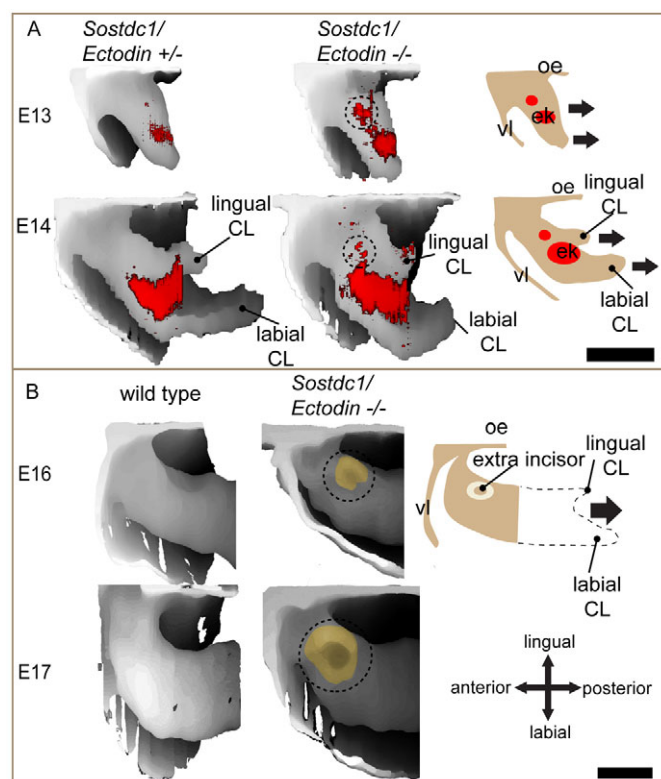 A
Sostdc1/
Ectodin +/-
Sostdc1/
Ectodin -/-
E13
oe
ek
vl
E14
lingual
CL
labial
CL
lingual
CL
labial
CL
oe
lingual
CL
ek
vl
labial
CL
B
wild type
Sostdc1/
Ectodin -/-
E16
oe
lingual
CL
extra incisor
vl
labial
CL
E17
lingual
anterior
posterior
labial